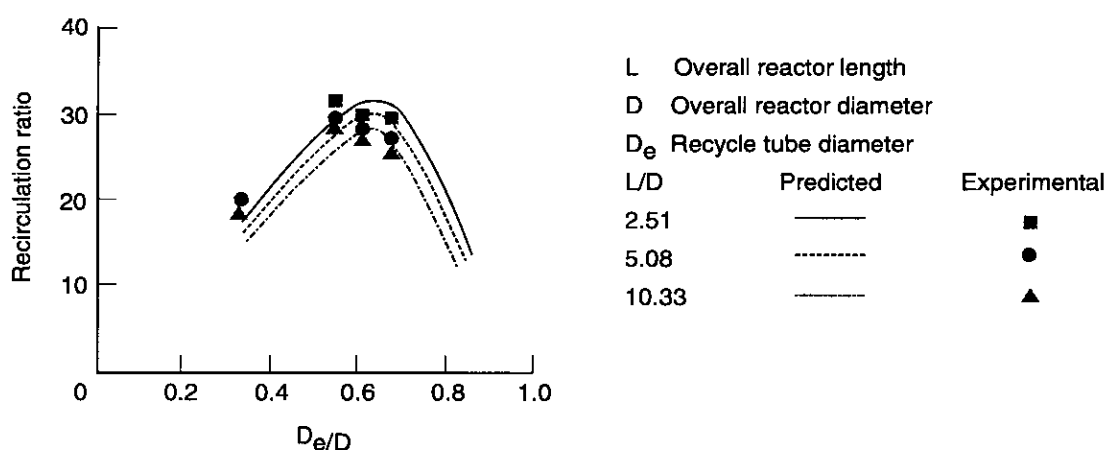 40
30
20
10
0
0.2
0.4
0.6
0.8
1.0
Recirculation ratio
De/D
L Overall reactor length
D Overall reactor diameter
De Recycle tube diameter
L/D Predicted Experimental
2.51
5.08
10.33